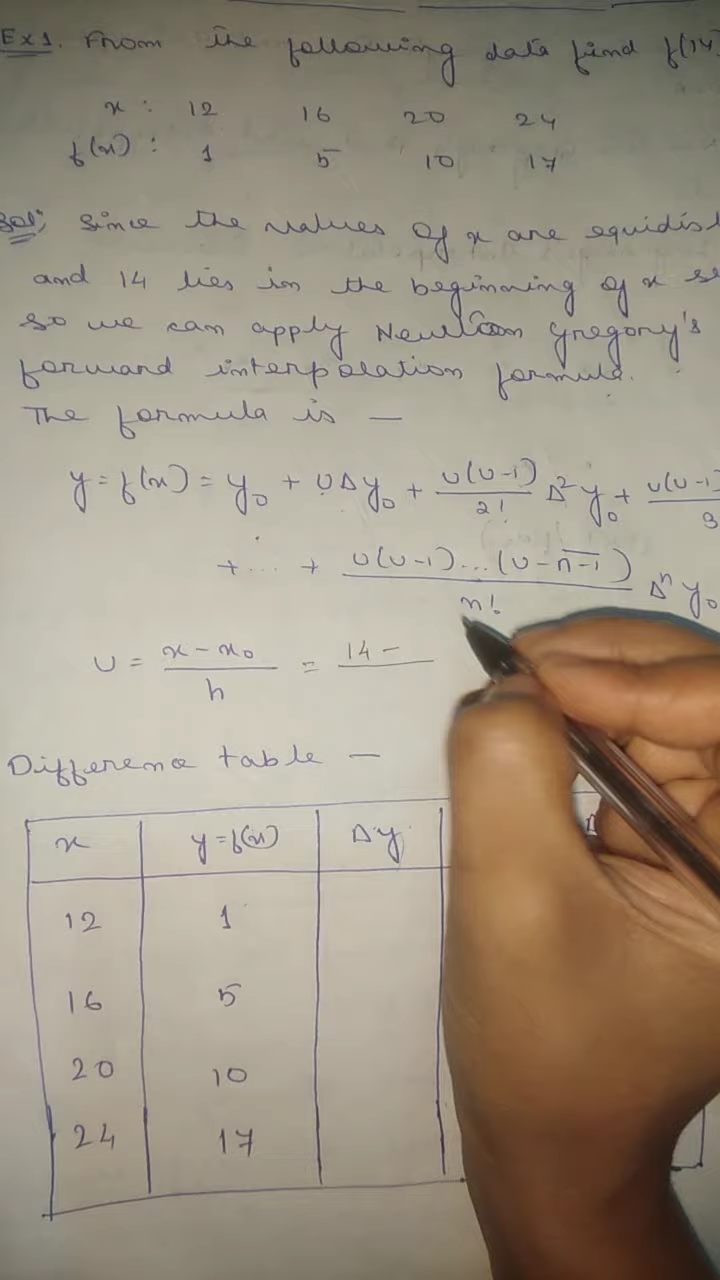 Ex1. From the following data find f(14)
x : 12 16 20 24
f(x) : 1 5 10 17
Sol; Since the values of x are equidist
and 14 lies in the beginning of x se
so we can apply Newton Gregory's
forward interpolation formula.
The formula is —
y = f(x) = y₀ + UΔy₀ + U(U-1)/2! Δ²y₀ + U(U-1)/3
+ ... + U(U-1)...(U-n-1)/n! Δⁿy₀
U = x - x₀/h = 14 -
Difference table —
x y = f(x) Δy Δ
12 1
16 5
20 10
24 17